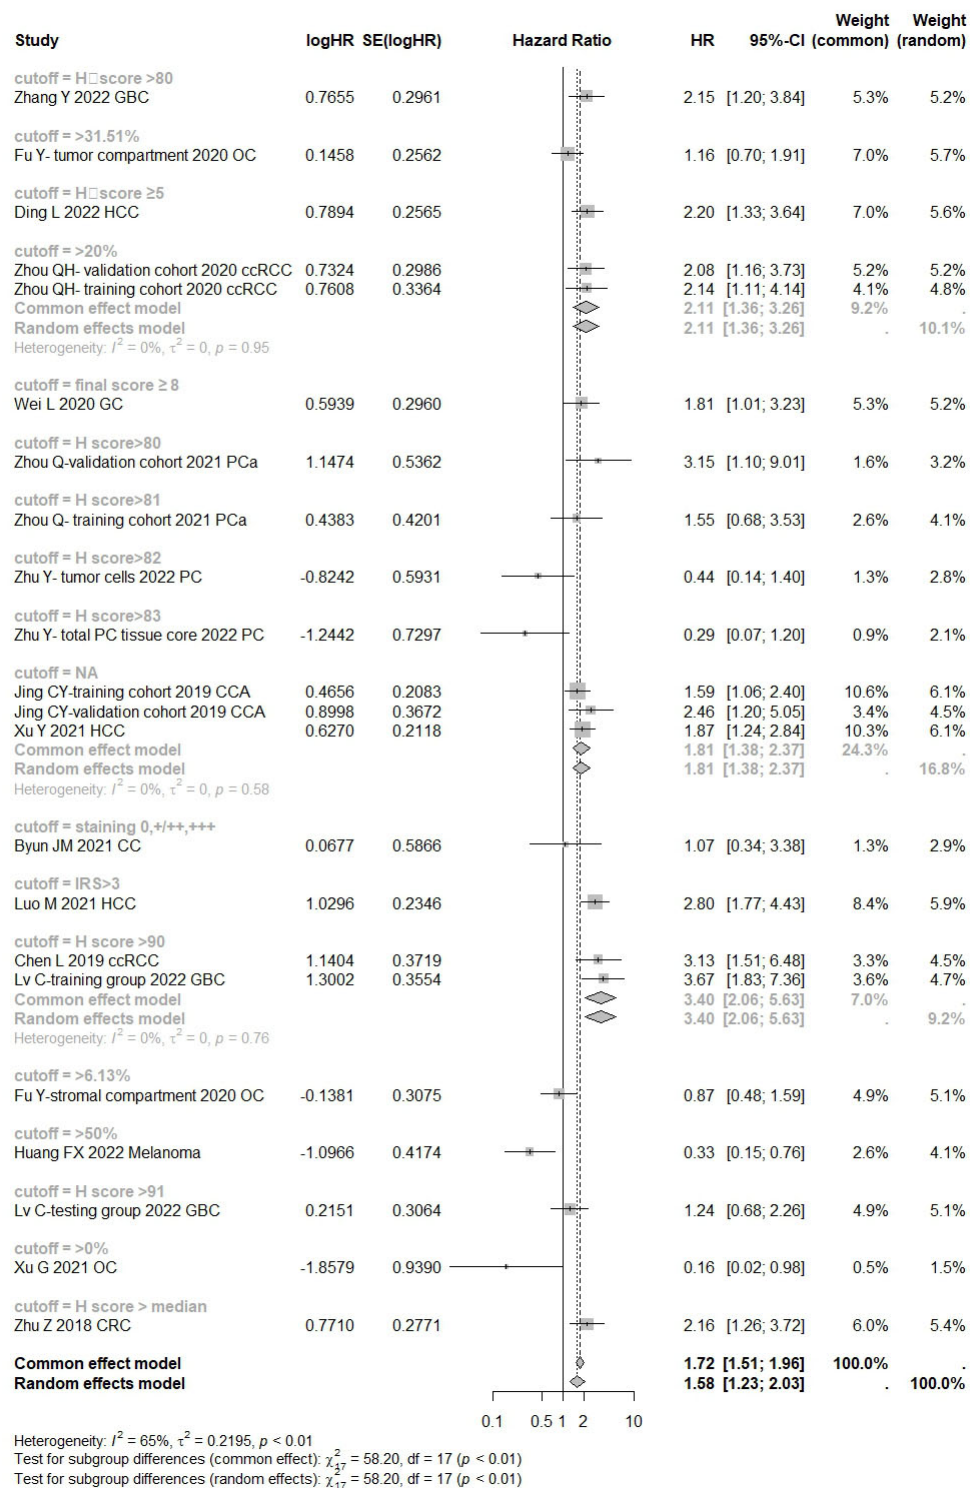 Weight Weight
Study logHR SE(logHR) Hazard Ratio HR 95%-CI (common) (random)
cutoff = H□score >80
Zhang Y 2022 GBC 0.7655 0.2961 2.15 [1.20; 3.84] 5.3% 5.2%
cutoff = >31.51%
Fu Y- tumor compartment 2020 OC 0.1458 0.2562 1.16 [0.70; 1.91] 7.0% 5.7%
cutoff = H□score ≥5
Ding L 2022 HCC 0.7894 0.2565 2.20 [1.33; 3.64] 7.0% 5.6%
cutoff = >20%
Zhou QH- validation cohort 2020 ccRCC 0.7324 0.2986 2.08 [1.16; 3.73] 5.2% 5.2%
Zhou QH- training cohort 2020 ccRCC 0.7608 0.3364 2.14 [1.11; 4.14] 4.1% 4.8%
Common effect model 2.11 [1.36; 3.26] 9.2% .
Random effects model 2.11 [1.36; 3.26] . 10.1%
Heterogeneity: I² = 0%, τ² = 0, p = 0.95
cutoff = final score ≥ 8
Wei L 2020 GC 0.5939 0.2960 1.81 [1.01; 3.23] 5.3% 5.2%
cutoff = H score>80
Zhou Q-validation cohort 2021 PCa 1.1474 0.5362 3.15 [1.10; 9.01] 1.6% 3.2%
cutoff = H score>81
Zhou Q- training cohort 2021 PCa 0.4383 0.4201 1.55 [0.68; 3.53] 2.6% 4.1%
cutoff = H score>82
Zhu Y- tumor cells 2022 PC -0.8242 0.5931 0.44 [0.14; 1.40] 1.3% 2.8%
cutoff = H score>83
Zhu Y- total PC tissue core 2022 PC -1.2442 0.7297 0.29 [0.07; 1.20] 0.9% 2.1%
cutoff = NA
Jing CY-training cohort 2019 CCA 0.4656 0.2083 1.59 [1.06; 2.40] 10.6% 6.1%
Jing CY-validation cohort 2019 CCA 0.8998 0.3672 2.46 [1.20; 5.05] 3.4% 4.5%
Xu Y 2021 HCC 0.6270 0.2118 1.87 [1.24; 2.84] 10.3% 6.1%
Common effect model 1.81 [1.38; 2.37] 24.3% .
Random effects model 1.81 [1.38; 2.37] . 16.8%
Heterogeneity: I² = 0%, τ² = 0, p = 0.58
cutoff = staining 0,+/++,+++
Byun JM 2021 CC 0.0677 0.5866 1.07 [0.34; 3.38] 1.3% 2.9%
cutoff = IRS>3
Luo M 2021 HCC 1.0296 0.2346 2.80 [1.77; 4.43] 8.4% 5.9%
cutoff = H score >90
Chen L 2019 ccRCC 1.1404 0.3719 3.13 [1.51; 6.48] 3.3% 4.5%
Lv C-training group 2022 GBC 1.3002 0.3554 3.67 [1.83; 7.36] 3.6% 4.7%
Common effect model 3.40 [2.06; 5.63] 7.0% .
Random effects model 3.40 [2.06; 5.63] . 9.2%
Heterogeneity: I² = 0%, τ² = 0, p = 0.76
cutoff = >6.13%
Fu Y-stromal compartment 2020 OC -0.1381 0.3075 0.87 [0.48; 1.59] 4.9% 5.1%
cutoff = >50%
Huang FX 2022 Melanoma -1.0966 0.4174 0.33 [0.15; 0.76] 2.6% 4.1%
cutoff = H score >91
Lv C-testing group 2022 GBC 0.2151 0.3064 1.24 [0.68; 2.26] 4.9% 5.1%
cutoff = >0%
Xu G 2021 OC -1.8579 0.9390 0.16 [0.02; 0.98] 0.5% 1.5%
cutoff = H score > median
Zhu Z 2018 CRC 0.7710 0.2771 2.16 [1.26; 3.72] 6.0% 5.4%
Common effect model 1.72 [1.51; 1.96] 100.0% .
Random effects model 1.58 [1.23; 2.03] . 100.0%
0.1 0.5 1 2 10
Heterogeneity: I² = 65%, τ² = 0.2195, p < 0.01
Test for subgroup differences (common effect): χ²₁₇ = 58.20, df = 17 (p < 0.01)
Test for subgroup differences (random effects): χ²₁₇ = 58.20, df = 17 (p < 0.01)